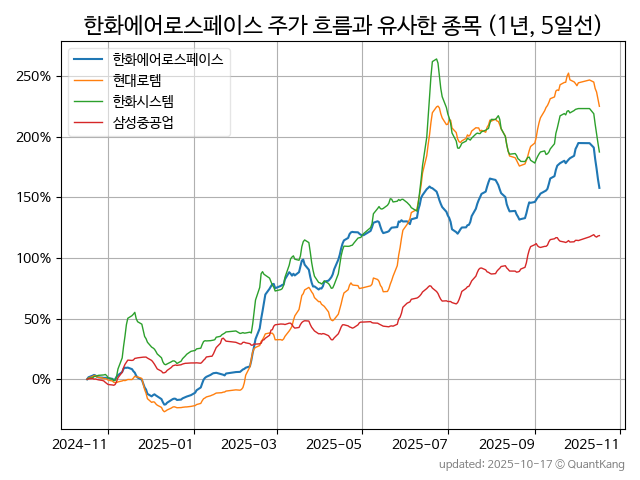 한화에어로스페이스 주가 흐름과 유사한 종목 (1년, 5일선)
한화에어로스페이스
현대로템
한화시스템
삼성중공업
250%
200%
150%
100%
50%
0%
2024-11 2025-01 2025-03 2025-05 2025-07 2025-09 2025-11
updated: 2025-10-17 © QuantKang